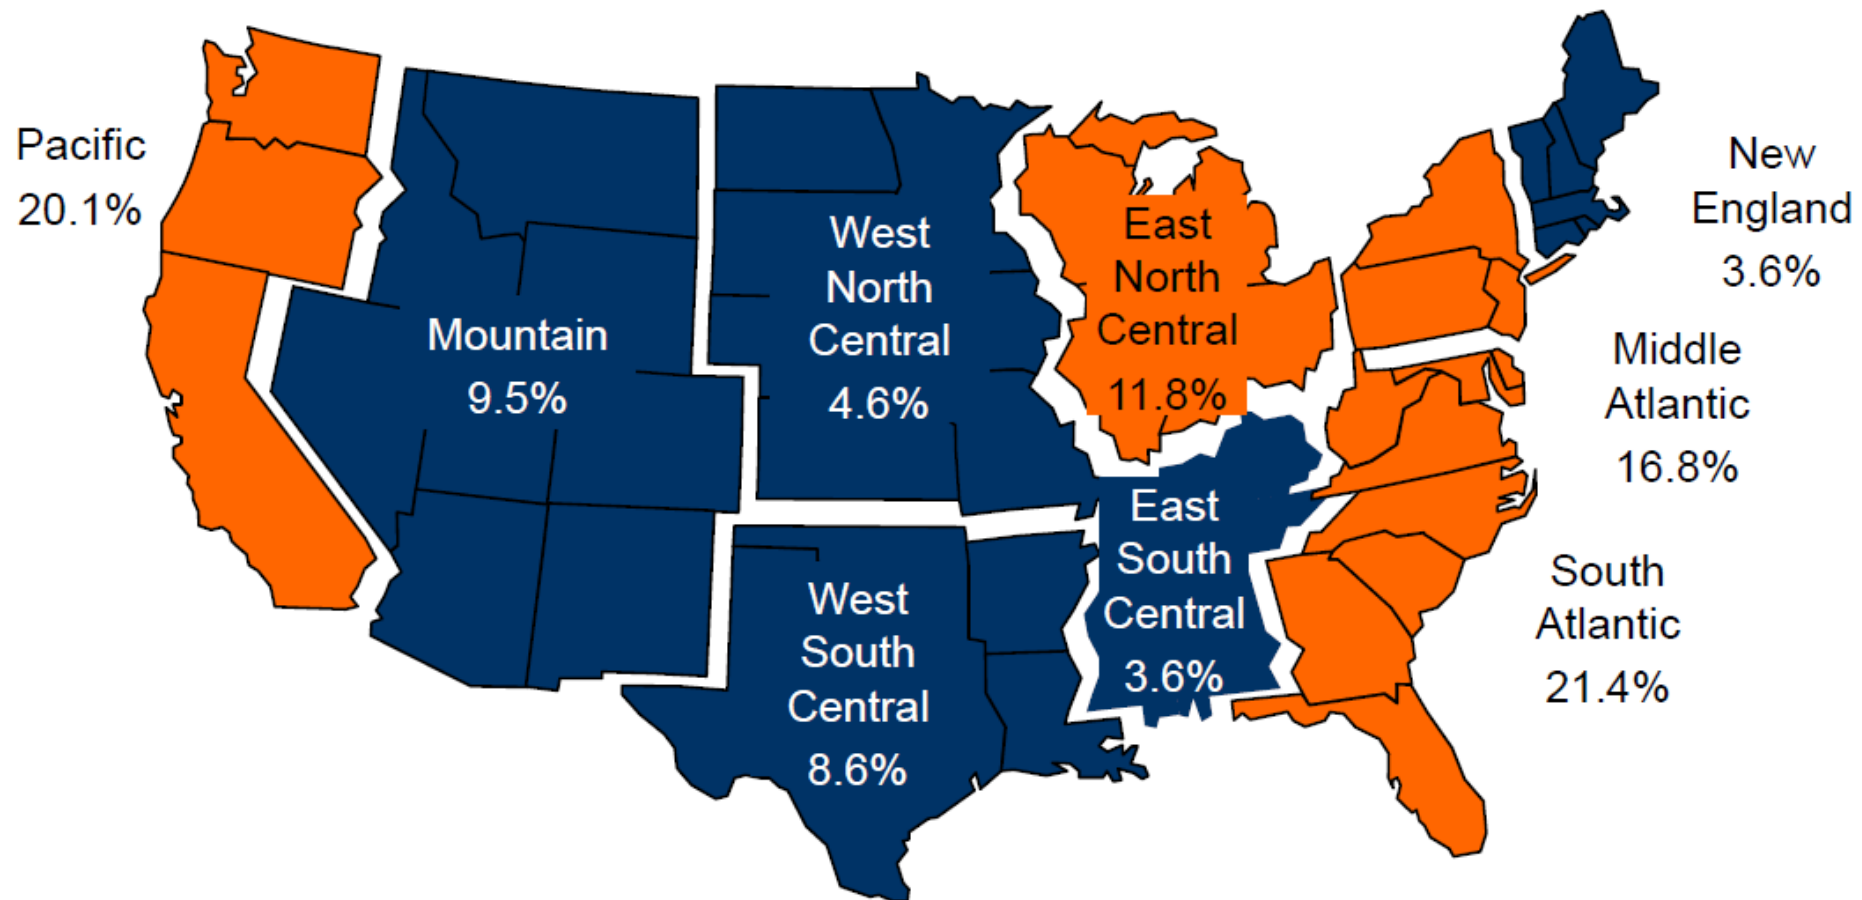 Pacific
20.1%
Mountain
9.5%
West
North
Central
4.6%
West
South
Central
8.6%
East
North
Central
11.8%
East
South
Central
3.6%
New
England
3.6%
Middle
Atlantic
16.8%
South
Atlantic
21.4%